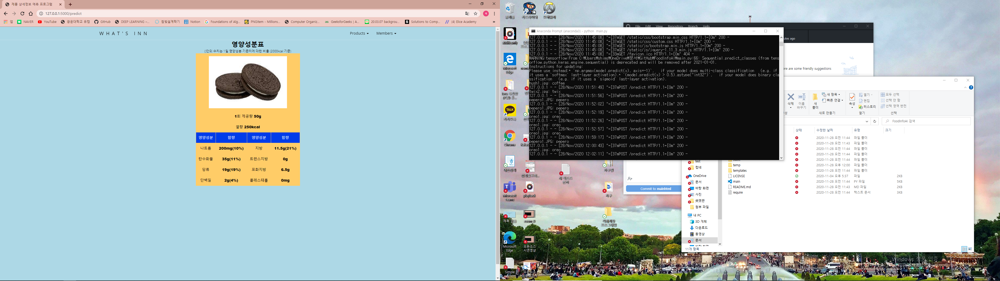 제품 상세정보 예측 프로그램
127.0.0.1:5000/predict
앱 NAVER YouTube 광운대학교 유캠 GitHub DEEP LEARNING –... 참빛설계학기 Notion Foundations of Alg... PNGitem - Millions... Computer Organiz... GeeksforGeeks | A... 20.03.07 backgrou... Solutions to Comp... (4) Elice Academy »
WHAT'S INN
Products
Members
영양성분표
()안의 수치는 1일 영양성분 기준치에 대한 비율 (2000kcal 기준)
1회 제공량 50g
열량 250kcal
영양성분 함량 영양성분 함량
나트륨 200mg(10%) 지방 11.5g(21%)
탄수화물 35g(11%) 트랜스지방 0g
당류 19g(19%) 포화지방 6.5g
단백질 2g(4%) 콜레스테롤 0mg
휴지통
카트라이더
오버워치
audio-only
Microsoft Edge
카카오톡
Chrome
예산정리
새 텍스트 문서
Microsoft Teams
playback
자구
제목 없음
zoom 0
Microsoft Edge
오픈소스 시연영상
Simple
File Edit View Repository Branch Help
utes ago
ere are some friendly suggestions
Commit to mainhtml
Anaconda Prompt (anaconda3) - python main.py
127.0.0.1 - - [28/Nov/2020 11:45:08] "←[37mGET /static/css/bootstrap.min.css HTTP/1.1←[0m" 200 -
127.0.0.1 - - [28/Nov/2020 11:45:08] "←[37mGET /static/css/custom.css HTTP/1.1←[0m" 200 -
127.0.0.1 - - [28/Nov/2020 11:45:08] "←[37mGET /static/js/bootstrap.min.js HTTP/1.1←[0m" 200 -
127.0.0.1 - - [28/Nov/2020 11:45:08] "←[37mGET /static/js/jquery-1.11.3.min.js HTTP/1.1←[0m" 200 -
127.0.0.1 - - [28/Nov/2020 11:45:08] "←[33mGET /favicon.ico HTTP/1.1←[0m" 404 -
WARNING:tensorflow:From C:₩Users₩shims₩OneDrive₩문서₩GitHub₩FoodInfoAI₩main.py:66: Sequential.predict_classes (from tens
orflow.python.keras.engine.sequential) is deprecated and will be removed after 2021-01-01.
Instructions for updating:
Please use instead:* `np.argmax(model.predict(x), axis=-1)`,   if your model does multi-class classification   (e.g. if
it uses a `softmax` last-layer activation).* `(model.predict(x) > 0.5).astype("int32")`,   if your model does binary cla
ssification   (e.g. if it uses a `sigmoid` last-layer activation).
hush1.jpg: coffee
127.0.0.1 - - [28/Nov/2020 11:51:49] "←[37mPOST /predict HTTP/1.1←[0m" 200 -
twix2.jpg: twix
127.0.0.1 - - [28/Nov/2020 11:51:56] "←[37mPOST /predict HTTP/1.1←[0m" 200 -
pepero1.JPG: pepero
127.0.0.1 - - [28/Nov/2020 11:52:02] "←[37mPOST /predict HTTP/1.1←[0m" 200 -
pepero1.JPG: pepero
127.0.0.1 - - [28/Nov/2020 11:52:19] "←[37mPOST /predict HTTP/1.1←[0m" 200 -
oreo1.jpg: oreo
127.0.0.1 - - [28/Nov/2020 11:52:26] "←[37mPOST /predict HTTP/1.1←[0m" 200 -
oreo1.jpg: oreo
127.0.0.1 - - [28/Nov/2020 11:52:57] "←[37mPOST /predict HTTP/1.1←[0m" 200 -
oreo1.jpg: oreo
127.0.0.1 - - [28/Nov/2020 11:59:17] "←[37mPOST /predict HTTP/1.1←[0m" 200 -
pepero1.JPG: pepero
127.0.0.1 - - [28/Nov/2020 12:00:43] "←[37mPOST /predict HTTP/1.1←[0m" 200 -
oreo1.jpg: oreo
127.0.0.1 - - [28/Nov/2020 12:02:11] "←[37mPOST /predict HTTP/1.1←[0m" 200 -
삭제 이름 바꾸기 새 폴더 새 항목 빠른 연결 속성 열기 편집 히스토리 모두 선택 선택 안 함 선택 영역 반전
새로 만들기 열기 선택
FoodInfoAI 검색
상태 수정한 날짜 유형 크기
2020-11-28 오전 11:44 파일 폴더
2020-11-28 오전 11:43 파일 폴더
2020-11-28 오전 11:44 파일 폴더
2020-11-28 오전 11:44 파일 폴더
static 2020-11-28 오전 11:44 파일 폴더
temp 2020-11-28 오후 12:00 파일 폴더
templates 2020-11-28 오전 11:44 파일 폴더
LICENSE 2020-11-04 오후 5:37 파일 2KB
main 2020-11-28 오전 11:44 PY 파일 5KB
README.md 2020-11-28 오전 11:43 MD 파일 2KB
require 2020-11-28 오전 11:44 텍스트 문서 3KB
test
컴네
OneDrive
문서
바탕 화면
사진
첨부 파일
내 PC
3D 개체
다운로드
동영상
문서
바탕 화면
11개 항목
Windows 정품 인증